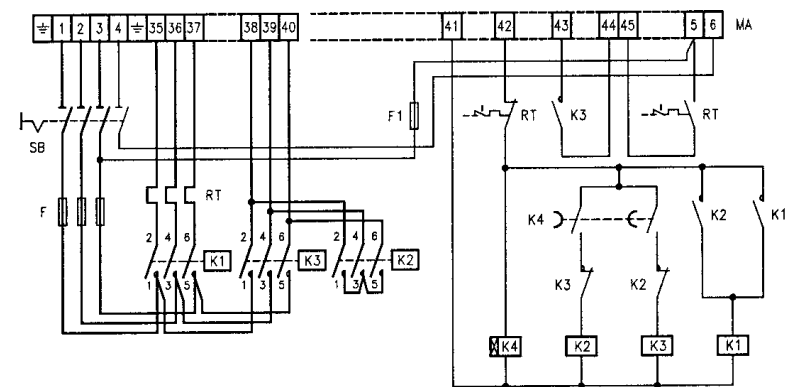 1 2 3 4 35 36 37 38 39 40 41 42 43 44 45 5 6 MA
F1 RT K3 RT
SB
F RT
K4 K2 K1
2 4 6 2 4 6 2 4 6
K1 K3 K2
1 3 5 1 3 5 1 3 5
K3 K2
K4 K2 K3 K1